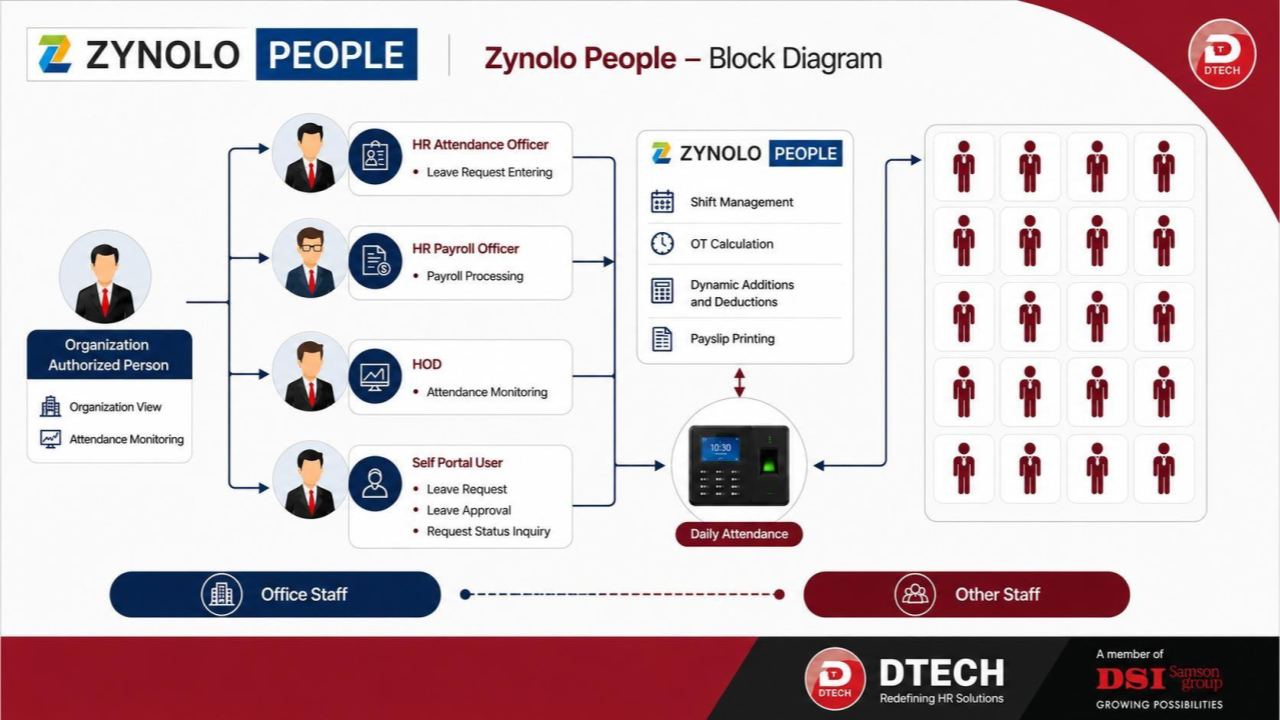 ZYNOLO PEOPLE
Zynolo People – Block Diagram
DTECH
Organization
Authorized Person
Organization View
Attendance Monitoring
HR Attendance Officer
• Leave Request Entering
HR Payroll Officer
• Payroll Processing
HOD
• Attendance Monitoring
Self Portal User
• Leave Request
• Leave Approval
• Request Status Inquiry
ZYNOLO PEOPLE
Shift Management
OT Calculation
Dynamic Additions
and Deductions
Payslip Printing
10:30
Daily Attendance
Office Staff
Other Staff
DTECH
DTECH
Redefining HR Solutions
A member of
DSI Samson
group
GROWING POSSIBILITIES